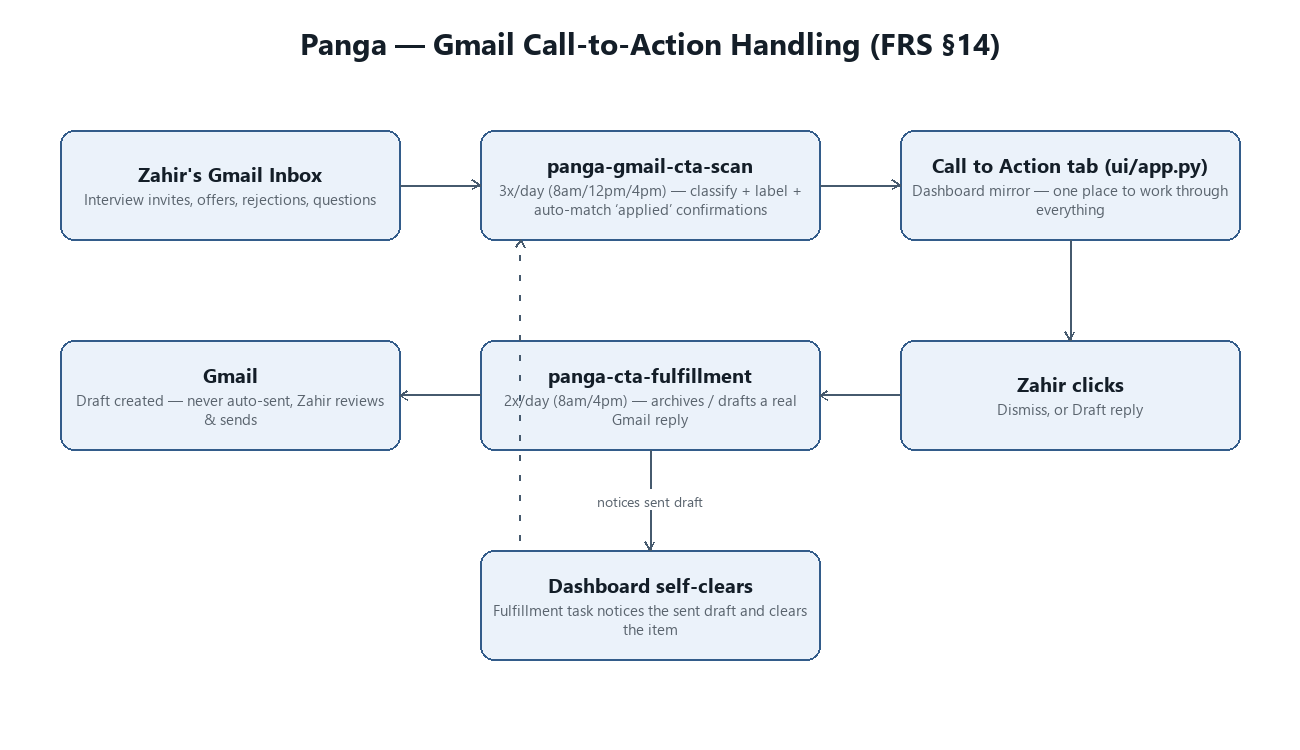 Panga — Gmail Call-to-Action Handling (FRS §14)
Zahir's Gmail Inbox
Interview invites, offers, rejections, questions
panga-gmail-cta-scan
3x/day (8am/12pm/4pm) — classify + label +
auto-match 'applied' confirmations
Call to Action tab (ui/app.py)
Dashboard mirror — one place to work through
everything
Gmail
Draft created — never auto-sent, Zahir reviews
& sends
panga-cta-fulfillment
2x/day (8am/4pm) — archives / drafts a real
Gmail reply
Zahir clicks
Dismiss, or Draft reply
notices sent draft
Dashboard self-clears
Fulfillment task notices the sent draft and clears
the item